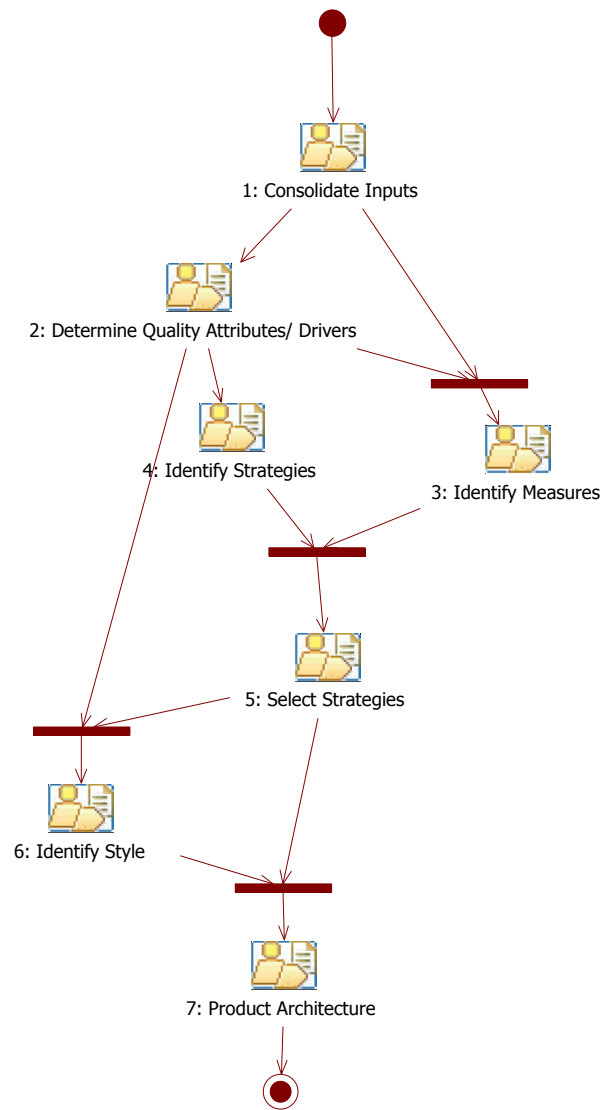 1: Consolidate Inputs
2: Determine Quality Attributes/ Drivers
4: Identify Strategies
3: Identify Measures
5: Select Strategies
6: Identify Style
7: Product Architecture